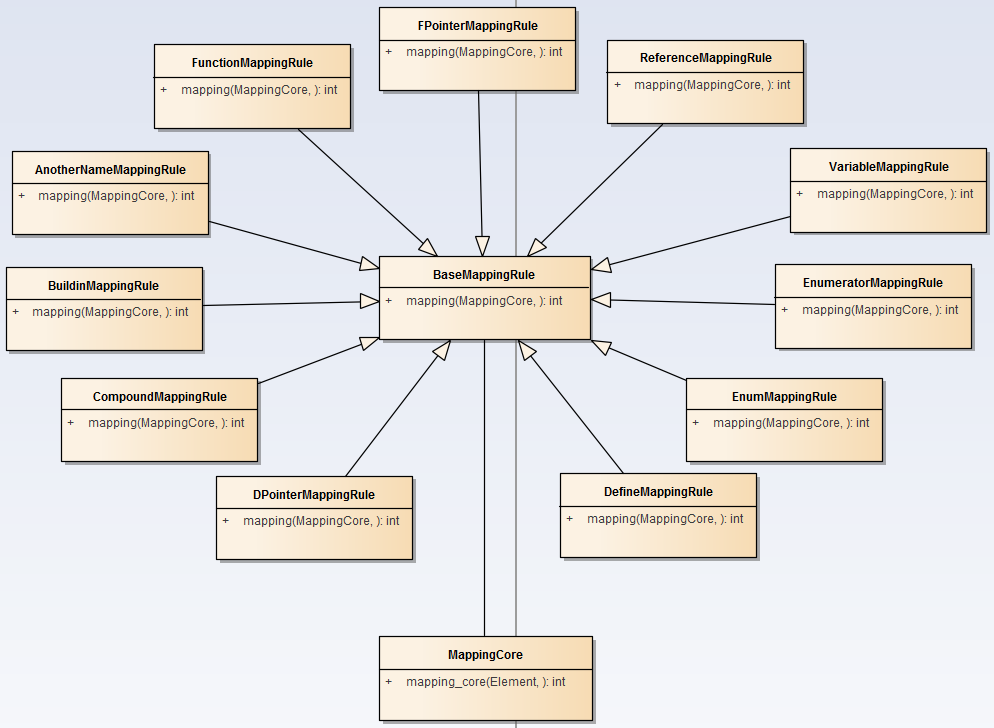 FPointerMappingRule
+ mapping(MappingCore, ): int
FunctionMappingRule
+ mapping(MappingCore, ): int
ReferenceMappingRule
+ mapping(MappingCore, ): int
AnotherNameMappingRule
+ mapping(MappingCore, ): int
VariableMappingRule
+ mapping(MappingCore, ): int
BaseMappingRule
+ mapping(MappingCore, ): int
BuildinMappingRule
+ mapping(MappingCore, ): int
EnumeratorMappingRule
+ mapping(MappingCore, ): int
CompoundMappingRule
+ mapping(MappingCore, ): int
EnumMappingRule
+ mapping(MappingCore, ): int
DPointerMappingRule
+ mapping(MappingCore, ): int
DefineMappingRule
+ mapping(MappingCore, ): int
MappingCore
+ mapping_core(Element, ): int